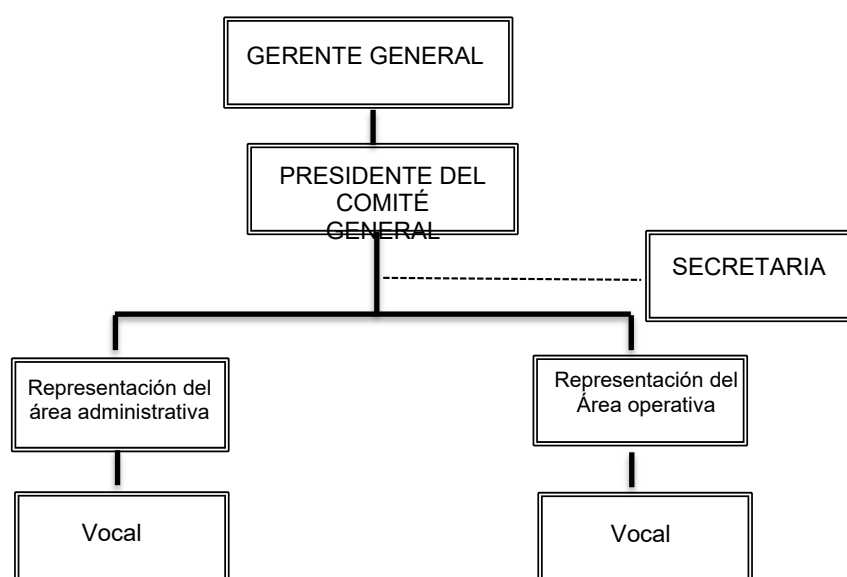 GERENTE GENERAL
PRESIDENTE DEL
COMITÉ
GENERAL
SECRETARIA
Representación del
área administrativa
Representación del
Área operativa
Vocal
Vocal